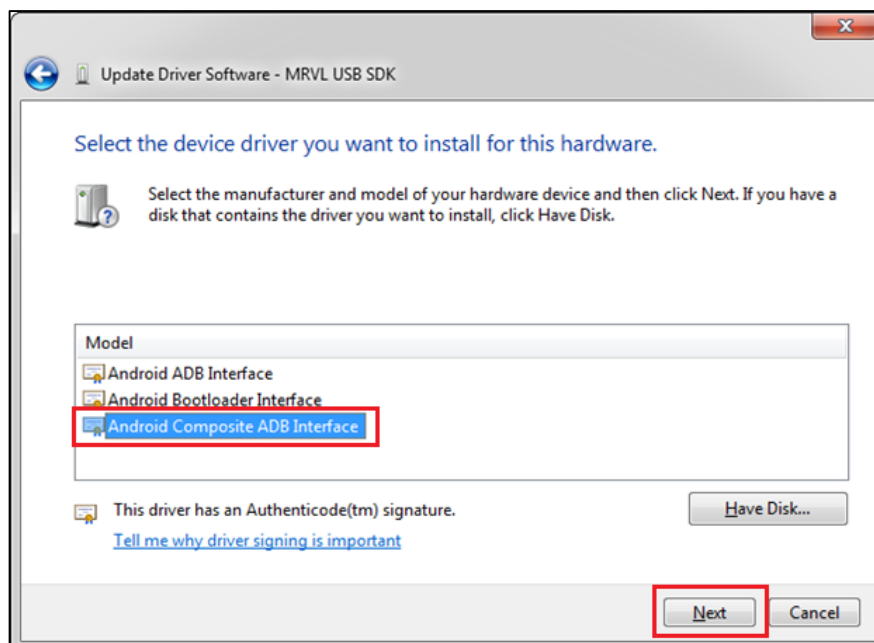 Update Driver Software - MRVL USB SDK
Select the device driver you want to install for this hardware.
Select the manufacturer and model of your hardware device and then click Next. If you have a
disk that contains the driver you want to install, click Have Disk.
Model
Android ADB Interface
Android Bootloader Interface
Android Composite ADB Interface
This driver has an Authenticode(tm) signature.
Have Disk...
Tell me why driver signing is important
Next
Cancel